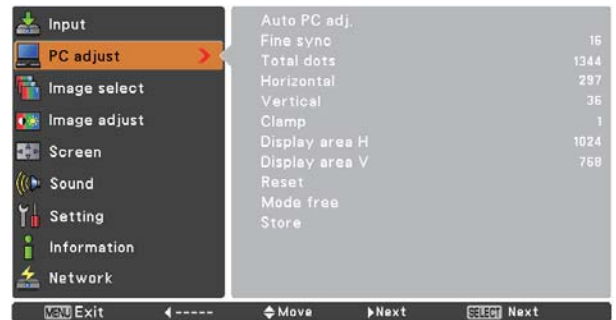 Input
PC adjust
Image select
Image adjust
Screen
Sound
Setting
Information
Network
Auto PC adj.
Fine sync 16
Total dots 1344
Horizontal 297
Vertical 36
Clamp 1
Display area H 1024
Display area V 768
Reset
Mode free
Store
MENU Exit ◀----- Move ▶Next SELECT Next